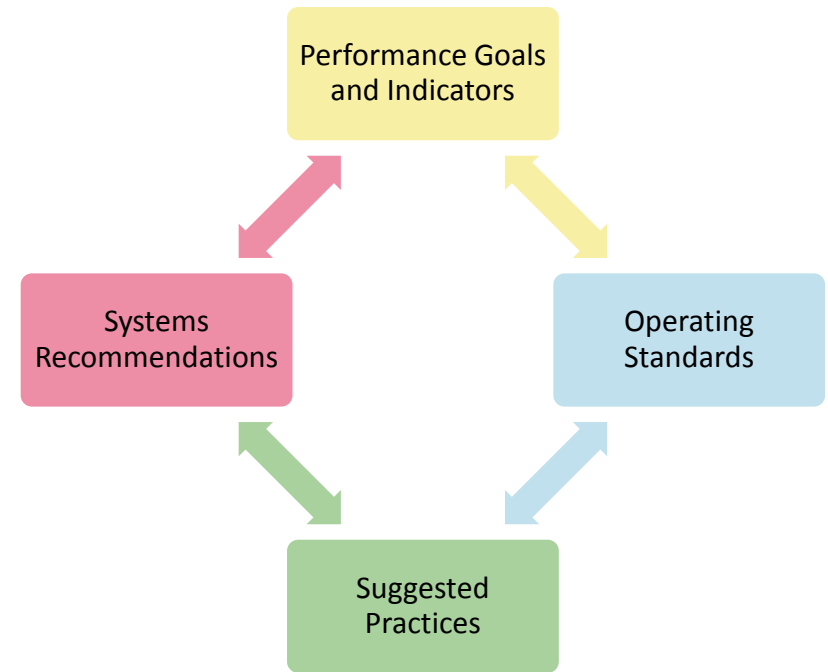 Performance Goals
and Indicators
Systems
Recommendations
Operating
Standards
Suggested
Practices